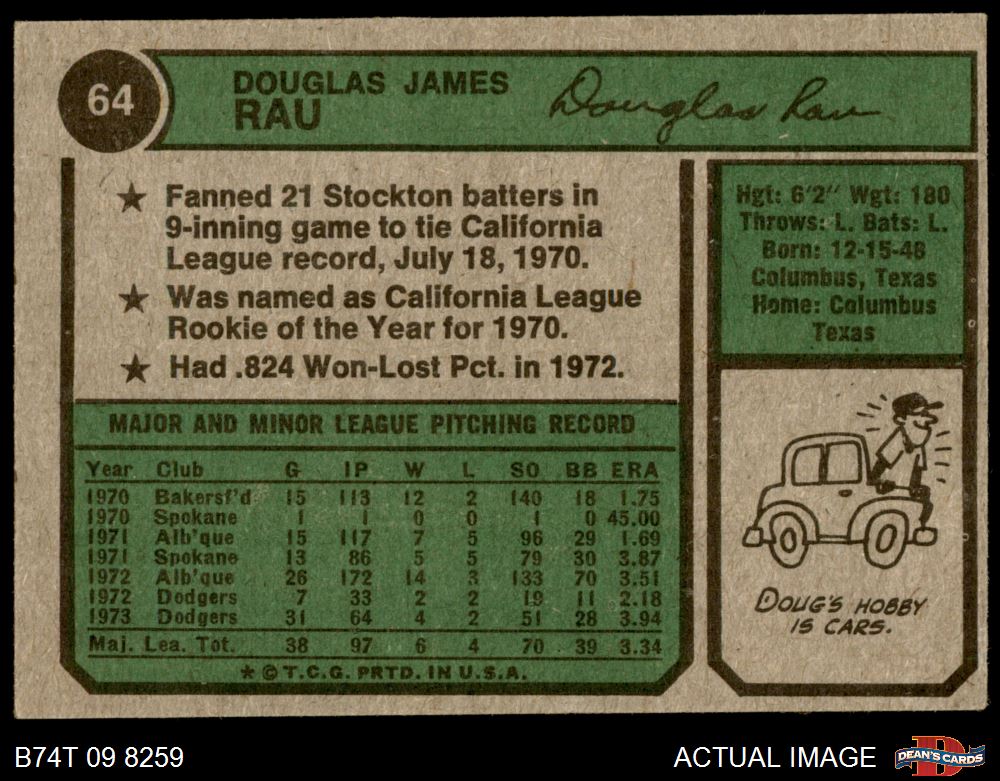 64
DOUGLAS JAMES
RAU
Douglas Rau
★ Fanned 21 Stockton batters in
9-inning game to tie California
League record, July 18, 1970.
★ Was named as California League
Rookie of the Year for 1970.
★ Had .824 Won-Lost Pct. in 1972.
Hgt: 6'2" Wgt: 180
Throws: L. Bats: L.
Born: 12-15-48
Columbus, Texas
Home: Columbus
Texas
MAJOR AND MINOR LEAGUE PITCHING RECORD
Year Club G IP W L SO BB ERA
1970 Bakersf'd 15 113 12 2 140 18 1.75
1970 Spokane 1 1 0 0 1 0 45.00
1971 Alb'que 15 117 7 5 96 29 1.69
1971 Spokane 13 86 5 5 79 30 3.87
1972 Alb'que 26 172 14 3 133 70 3.51
1972 Dodgers 7 33 2 2 19 11 2.18
1973 Dodgers 31 64 4 2 51 28 3.94
Maj. Lea. Tot. 38 97 6 4 70 39 3.34
* © T.C.G. PRTD. IN U.S.A.
DOUG'S HOBBY
IS CARS.
B74T 09 8259
ACTUAL IMAGE
D
DEAN'S CARDS